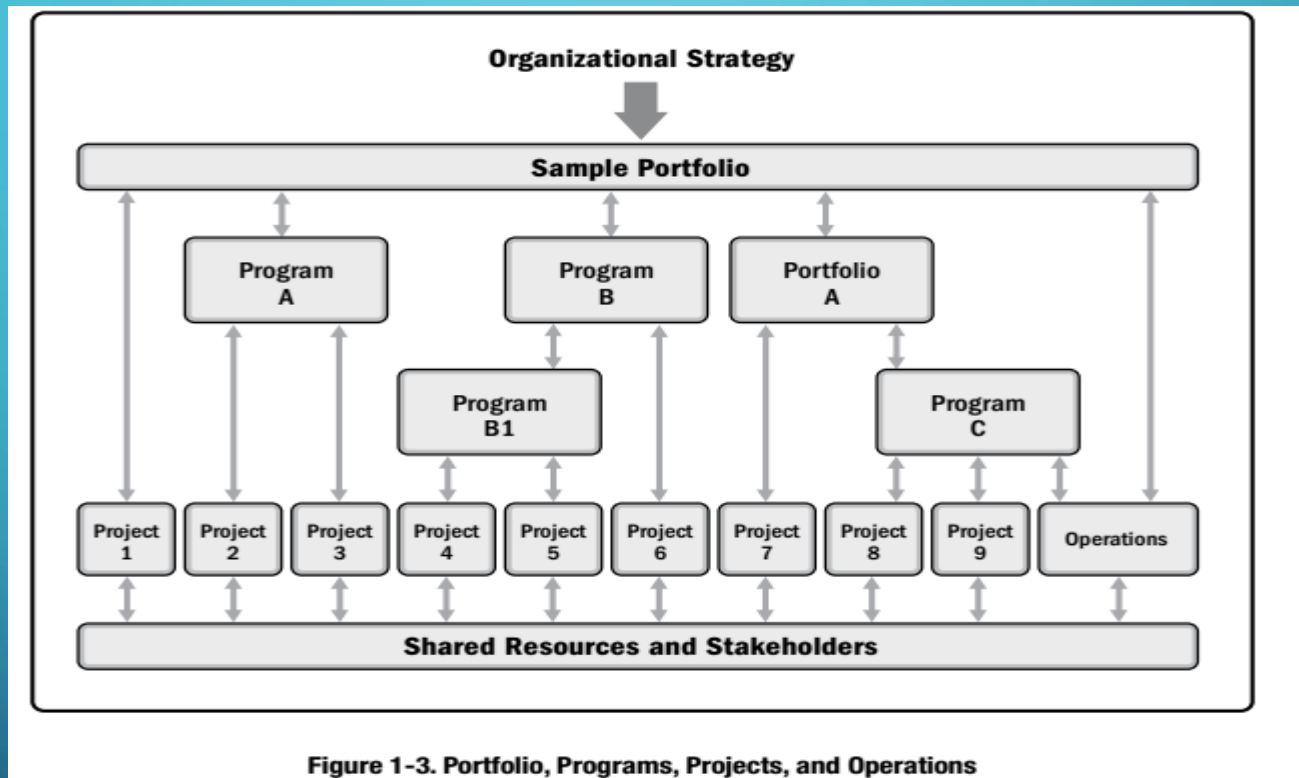 Organizational Strategy
Sample Portfolio
Program
A
Program
B
Portfolio
A
Program
B1
Program
C
Project
1
Project
2
Project
3
Project
4
Project
5
Project
6
Project
7
Project
8
Project
9
Operations
Shared Resources and Stakeholders
Figure 1-3. Portfolio, Programs, Projects, and Operations